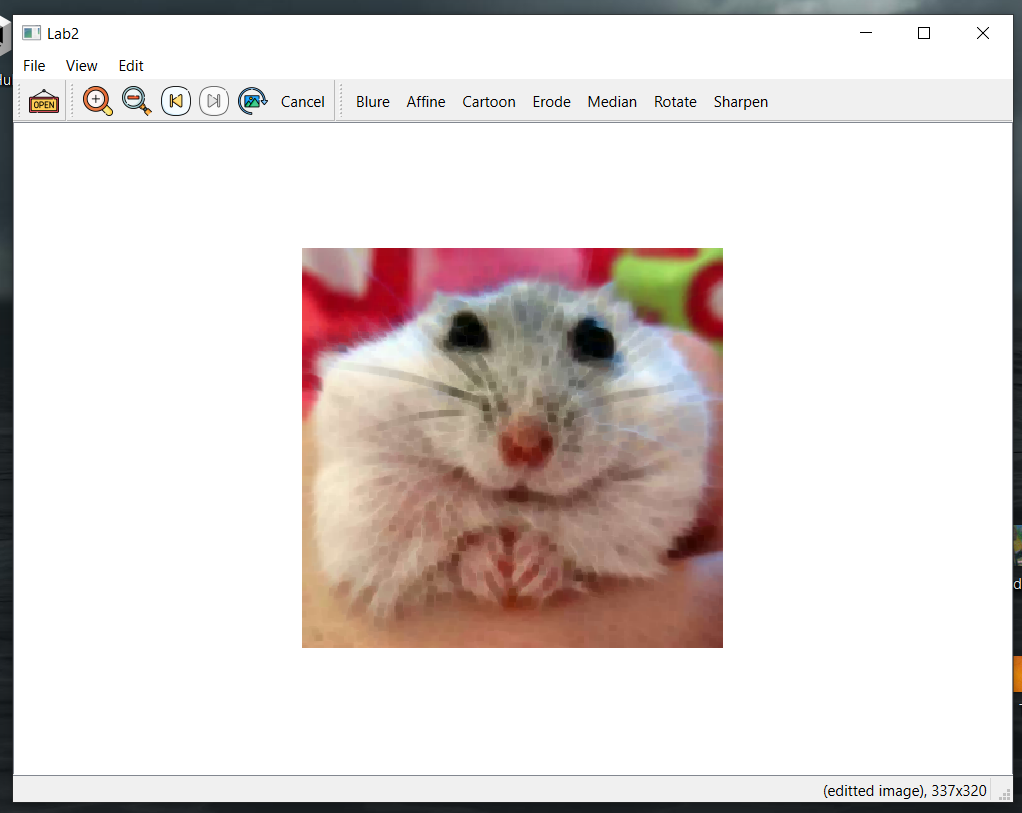 Lab2
File View Edit
OPEN Cancel Blure Affine Cartoon Erode Median Rotate Sharpen
(editted image), 337x320